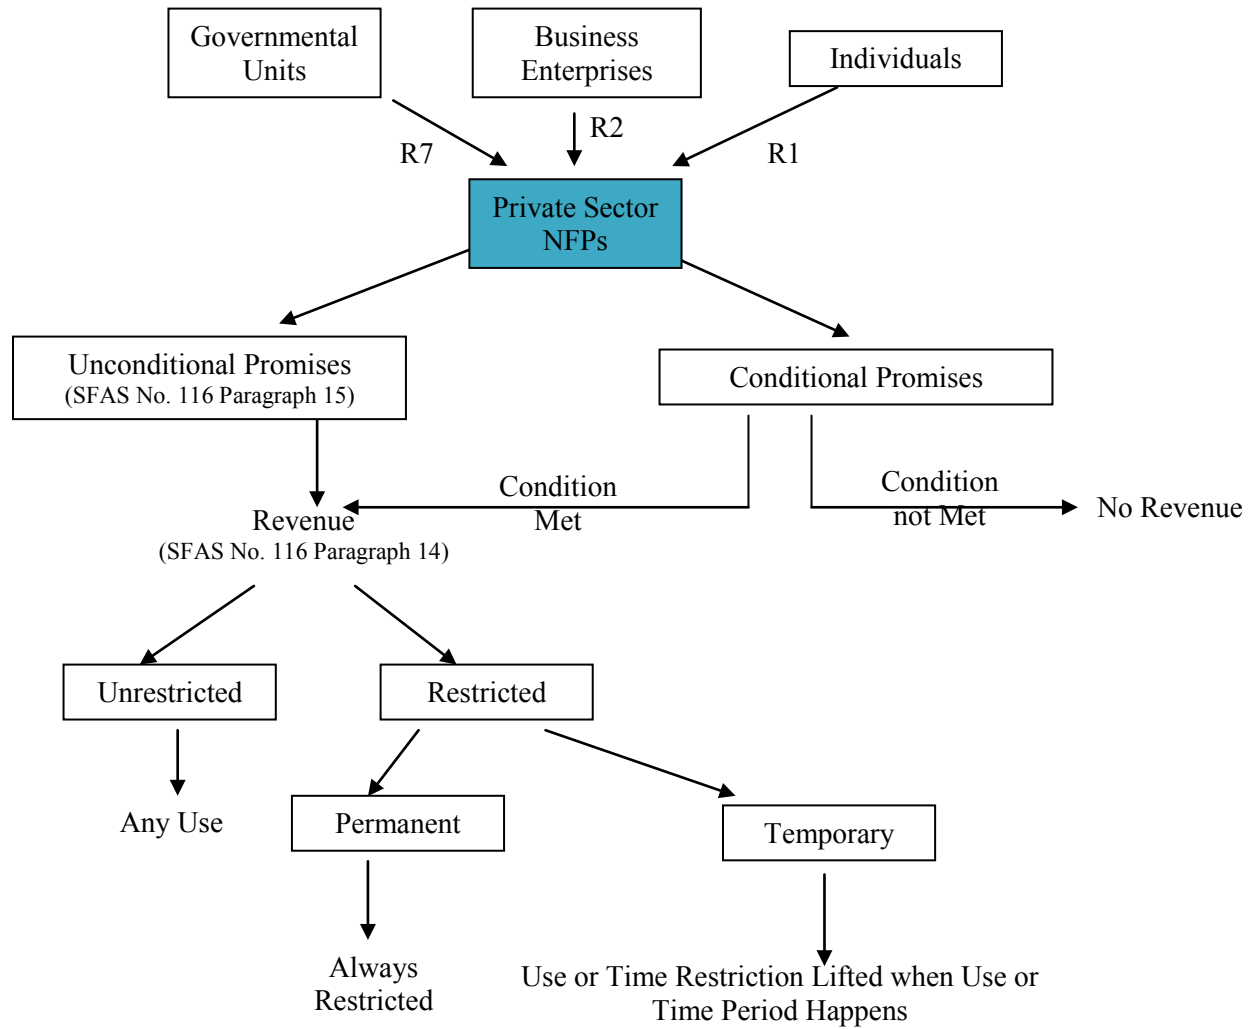 Governmental
Units
Business
Enterprises
Individuals
R7
R2
R1
Private Sector
NFPs
Unconditional Promises
(SFAS No. 116 Paragraph 15)
Conditional Promises
Condition
Met
Condition
not Met
No Revenue
Revenue
(SFAS No. 116 Paragraph 14)
Unrestricted
Restricted
Any Use
Permanent
Temporary
Always
Restricted
Use or Time Restriction Lifted when Use or
Time Period Happens